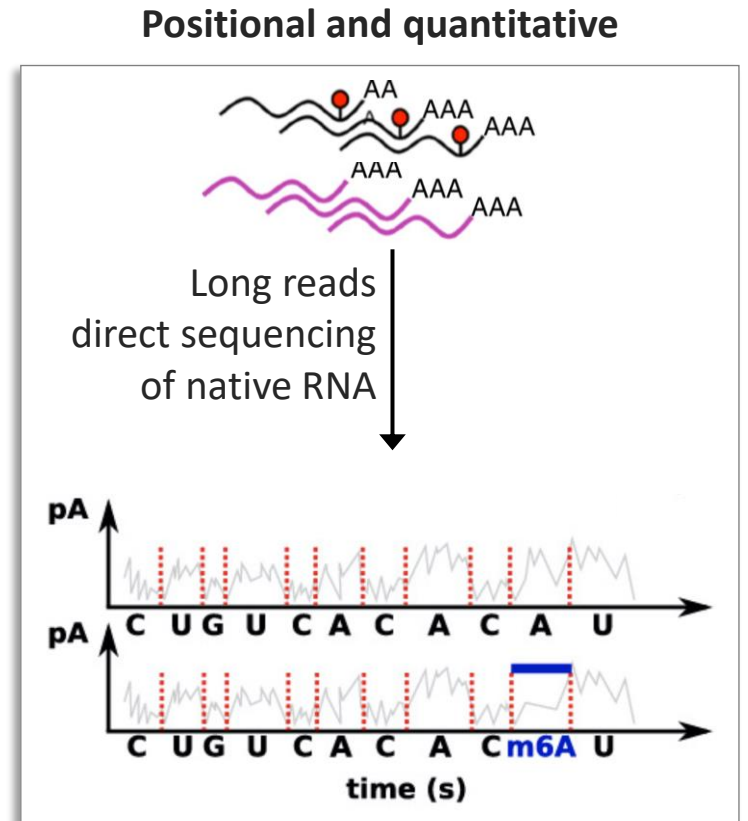 Positional and quantitative
AA
A
AAA
AAA
AAA
AAA
AAA
Long reads
direct sequencing
of native RNA
pA
C U G U C A C A C A U
pA
C U G U C A C A C m6A U
time (s)